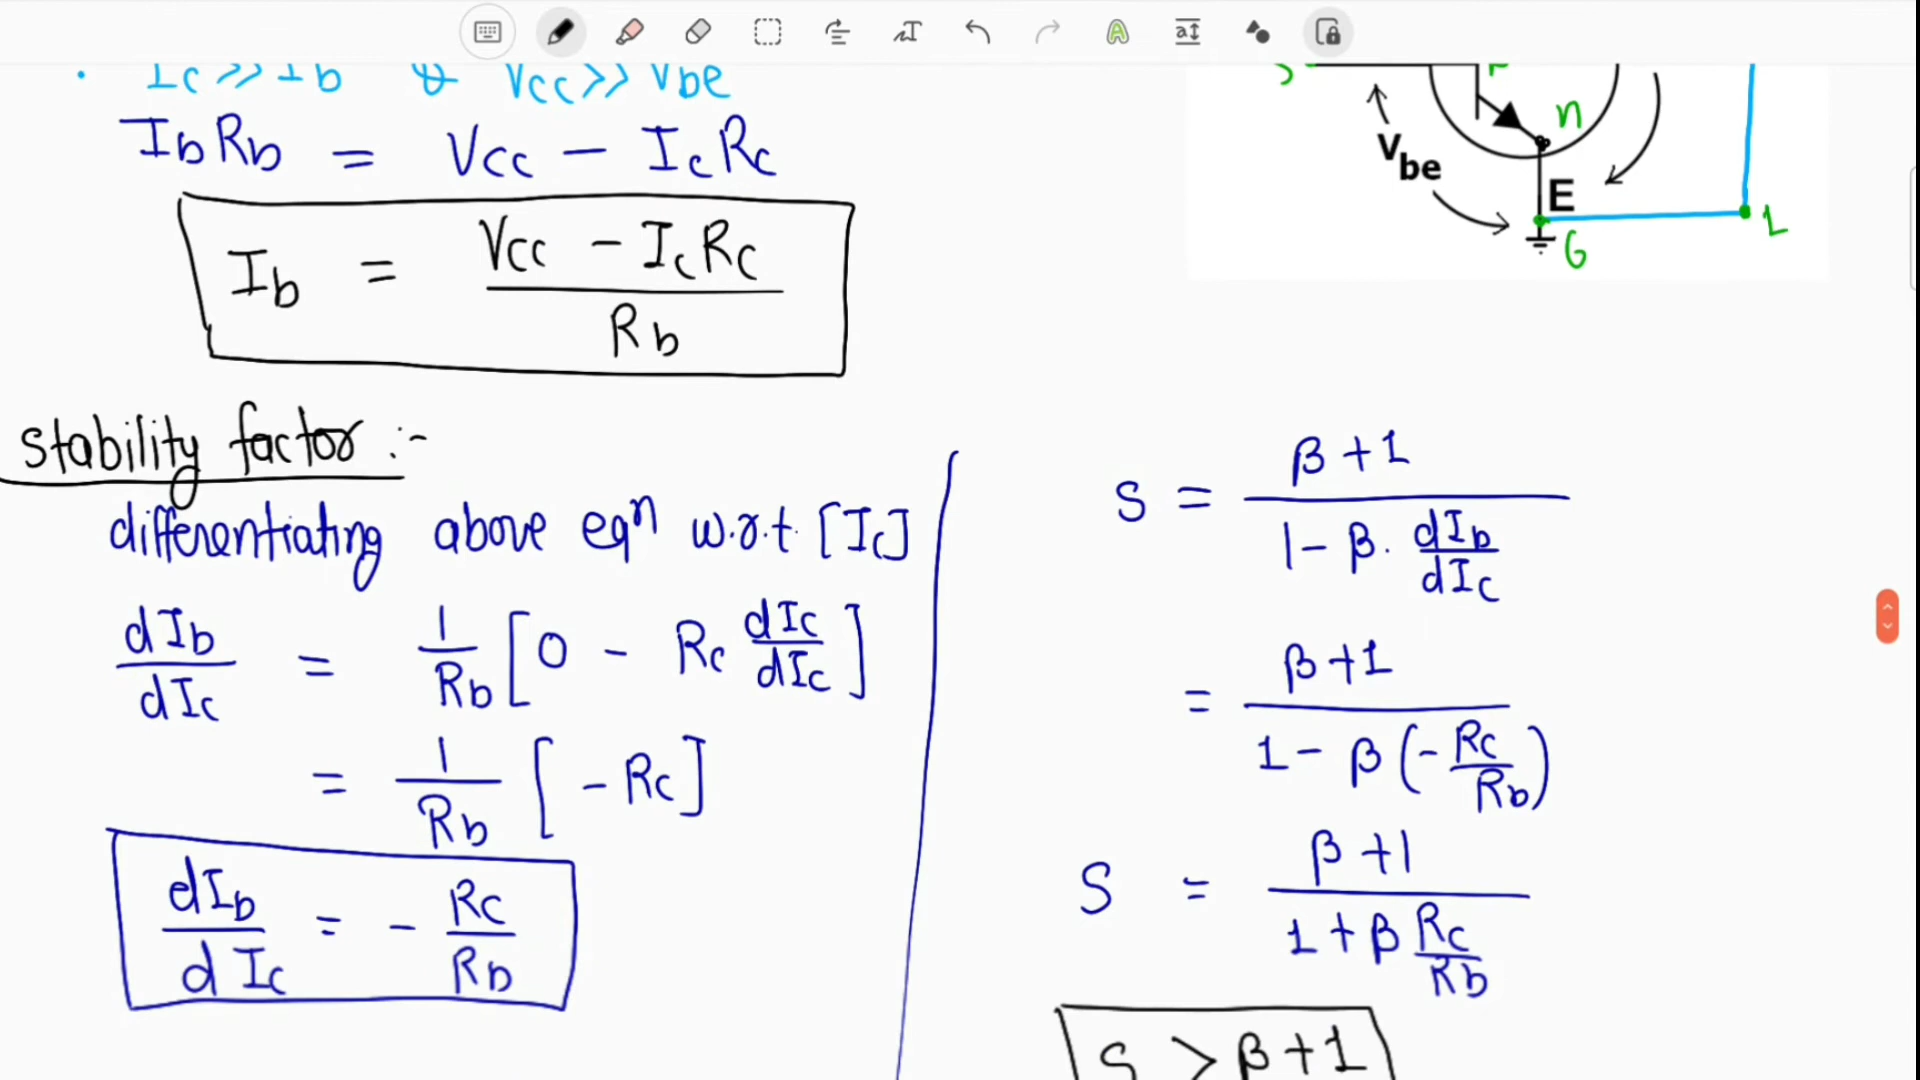 Ic >> Ib & Vcc >> Vbe
IbRb = Vcc − IcRc
Ib = (Vcc − IcRc) / Rb
Vbe
n
E
G
L
stability factor :-
differentiating above eqn w.r.t [Ic]
dIb/dIc = 1/Rb [0 − Rc dIc/dIc]
= 1/Rb [−Rc]
dIb/dIc = − Rc/Rb
S = (β+1) / (1 − β. dIb/dIc)
= (β+1) / (1 − β(−Rc/Rb))
S = (β+1) / (1 + β Rc/Rb)
S > β+1